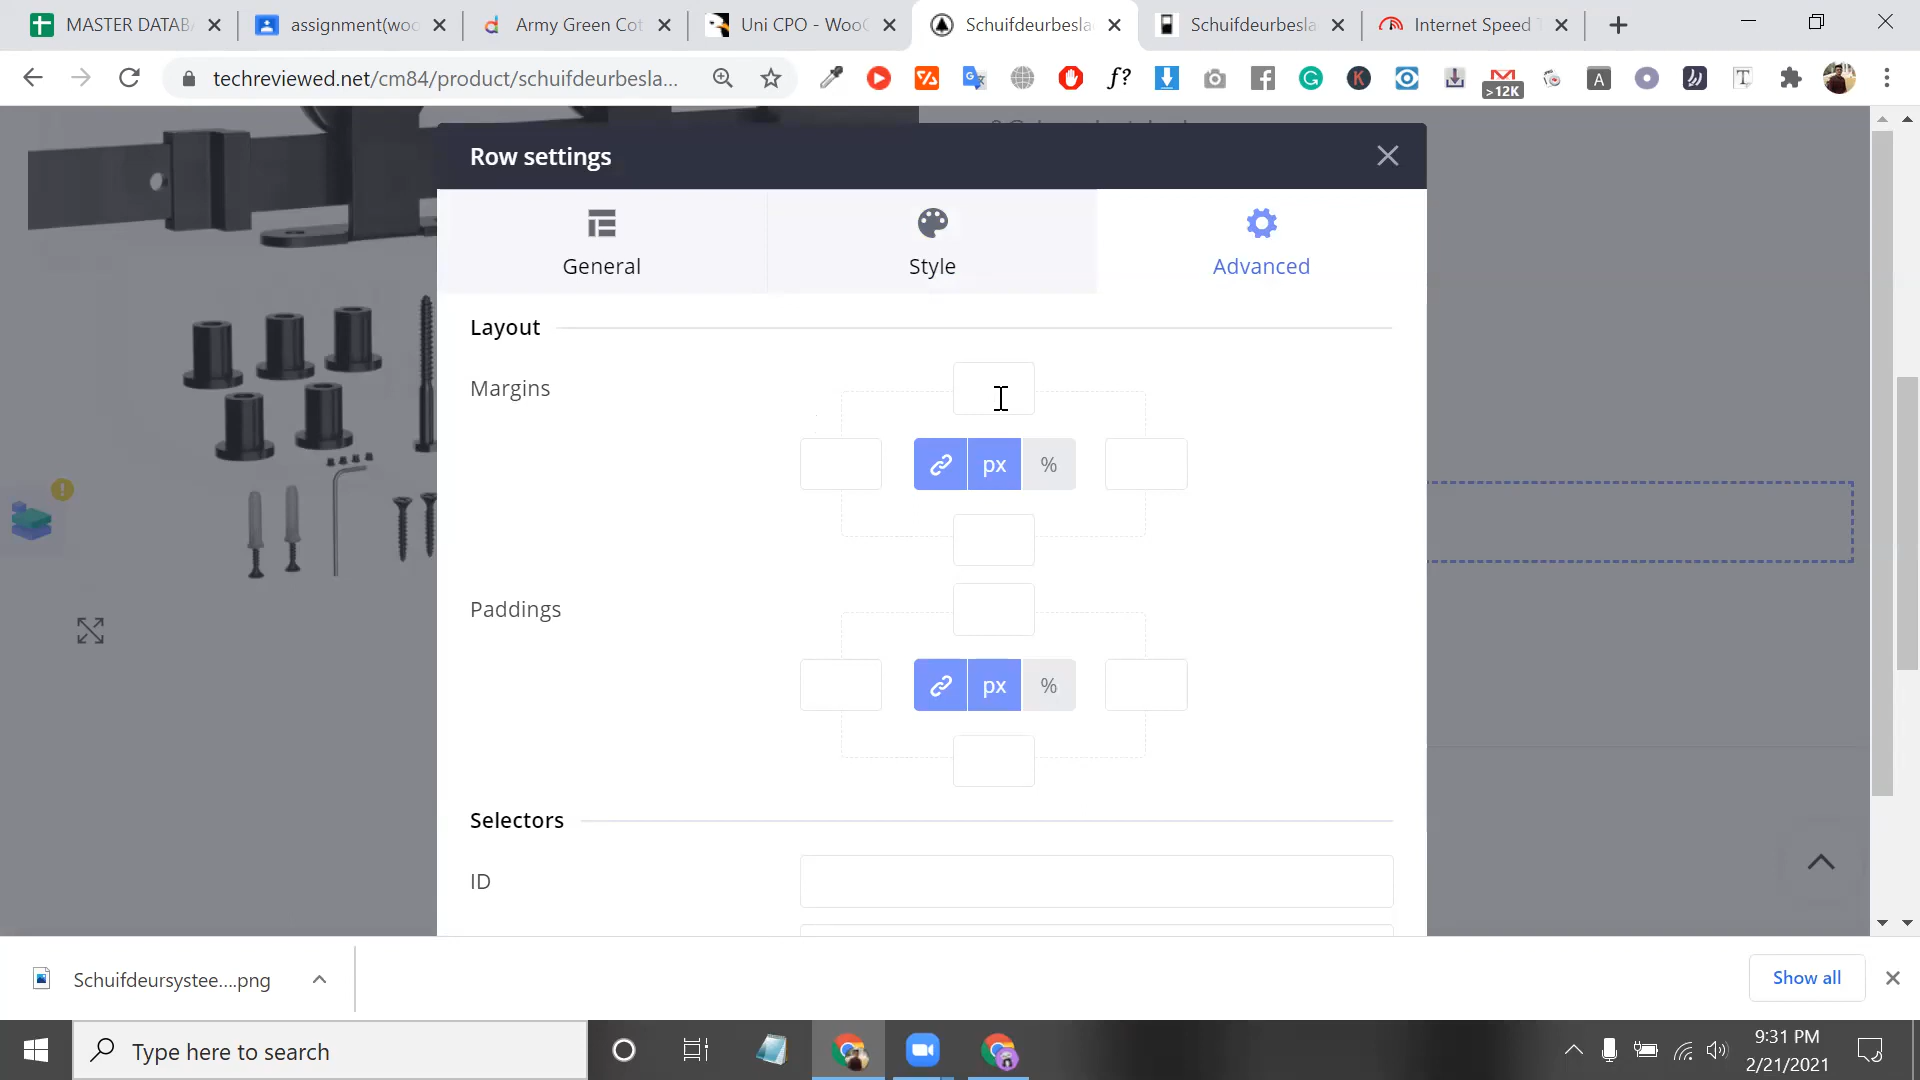 MASTER DATAB
assignment(woo
Army Green Cot
Uni CPO - WooC
Schuifdeurbesla
Schuifdeurbesla
Internet Speed T
techreviewed.net/cm84/product/schuifdeurbesla...
f?
>12K
A
T
Row settings
General
Style
Advanced
Layout
Margins
px
%
Paddings
px
%
Selectors
ID
Schuifdeursystee....png
Show all
Type here to search
9:31 PM
2/21/2021